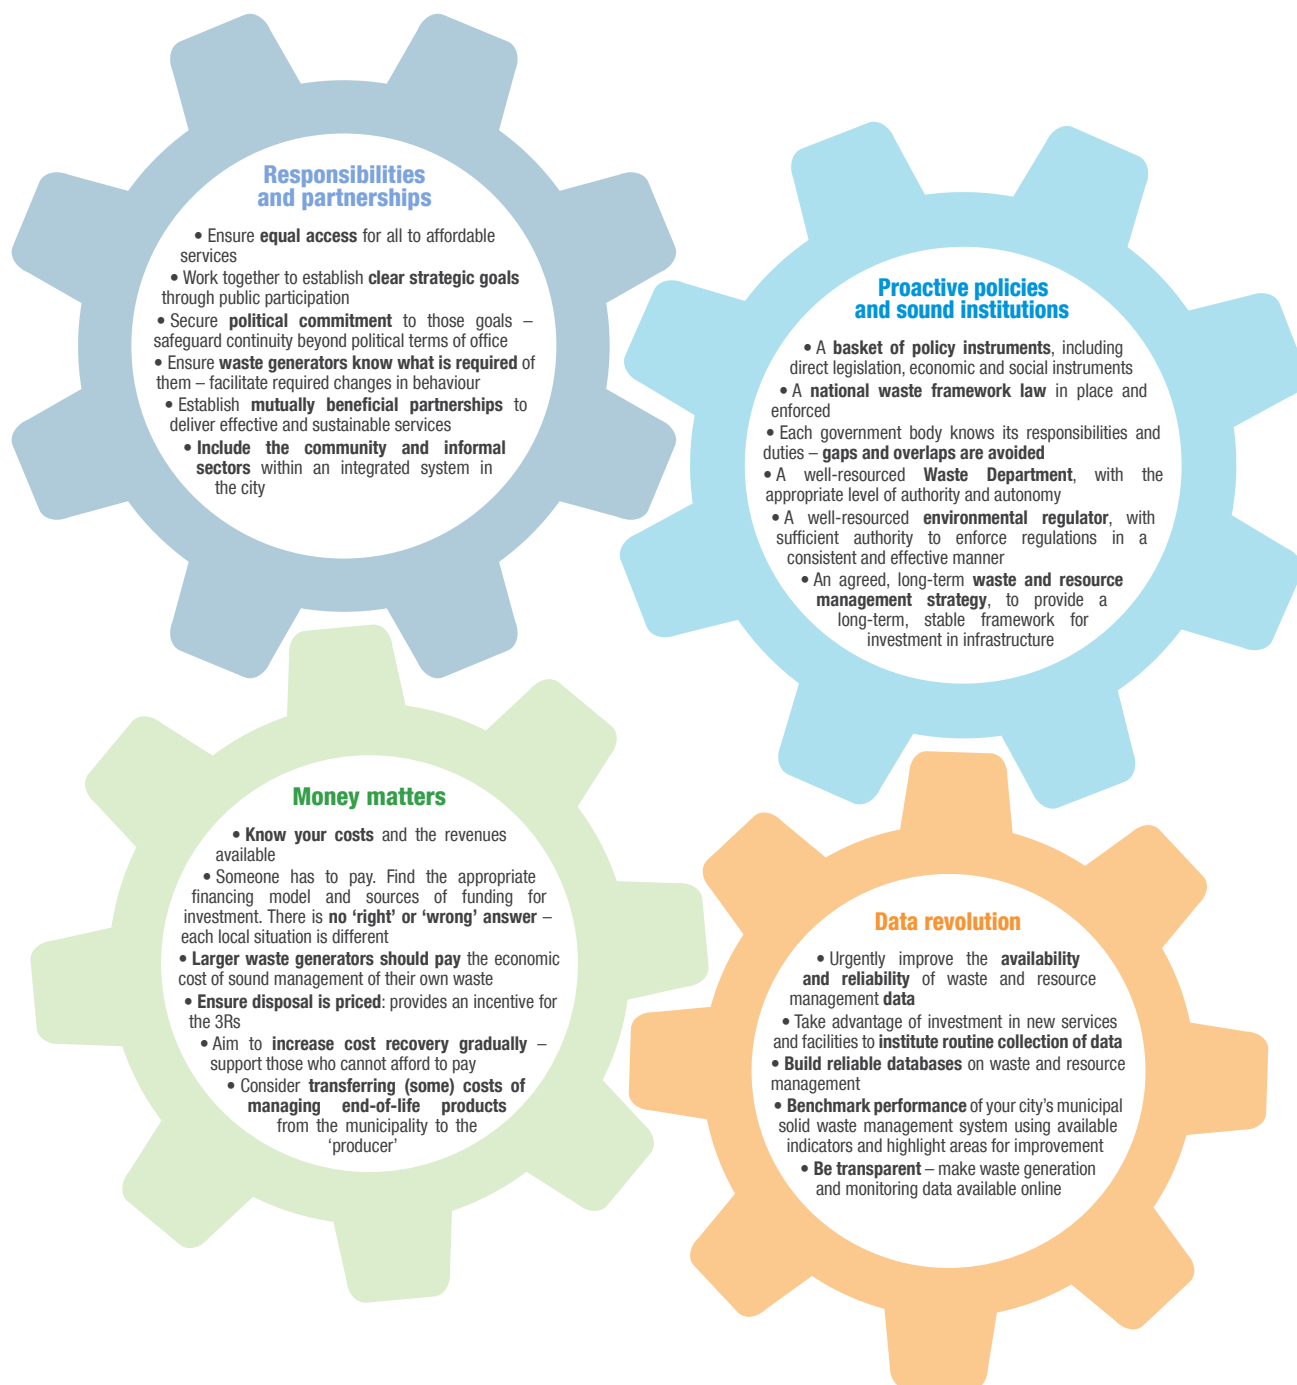 Responsibilities
and partnerships
• Ensure equal access for all to affordable
services
• Work together to establish clear strategic goals
through public participation
• Secure political commitment to those goals –
safeguard continuity beyond political terms of office
• Ensure waste generators know what is required of
them – facilitate required changes in behaviour
• Establish mutually beneficial partnerships to
deliver effective and sustainable services
• Include the community and informal
sectors within an integrated system in
the city
Proactive policies
and sound institutions
• A basket of policy instruments, including
direct legislation, economic and social instruments
• A national waste framework law in place and
enforced
• Each government body knows its responsibilities and
duties – gaps and overlaps are avoided
• A well-resourced Waste Department, with the
appropriate level of authority and autonomy
• A well-resourced environmental regulator, with
sufficient authority to enforce regulations in a
consistent and effective manner
• An agreed, long-term waste and resource
management strategy, to provide a
long-term, stable framework for
investment in infrastructure
Money matters
• Know your costs and the revenues
available
• Someone has to pay. Find the appropriate
financing model and sources of funding for
investment. There is no ‘right’ or ‘wrong’ answer –
each local situation is different
• Larger waste generators should pay the economic
cost of sound management of their own waste
• Ensure disposal is priced: provides an incentive for
the 3Rs
• Aim to increase cost recovery gradually –
support those who cannot afford to pay
• Consider transferring (some) costs of
managing end-of-life products
from the municipality to the
‘producer’
Data revolution
• Urgently improve the availability
and reliability of waste and resource
management data
• Take advantage of investment in new services
and facilities to institute routine collection of data
• Build reliable databases on waste and resource
management
• Benchmark performance of your city’s municipal
solid waste management system using available
indicators and highlight areas for improvement
• Be transparent – make waste generation
and monitoring data available online